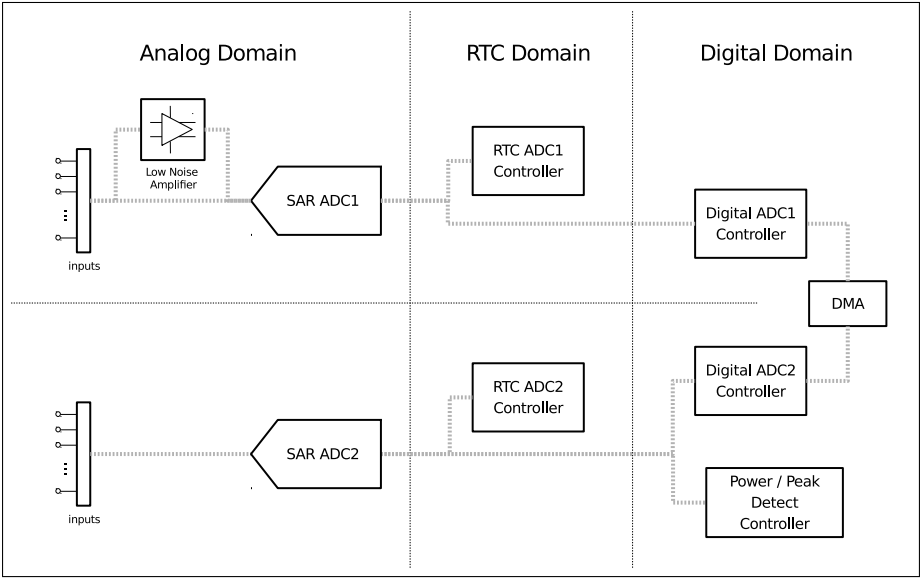 Analog Domain
RTC Domain
Digital Domain
Low Noise
Amplifier
inputs
SAR ADC1
RTC ADC1
Controller
Digital ADC1
Controller
DMA
inputs
SAR ADC2
RTC ADC2
Controller
Digital ADC2
Controller
Power / Peak
Detect
Controller